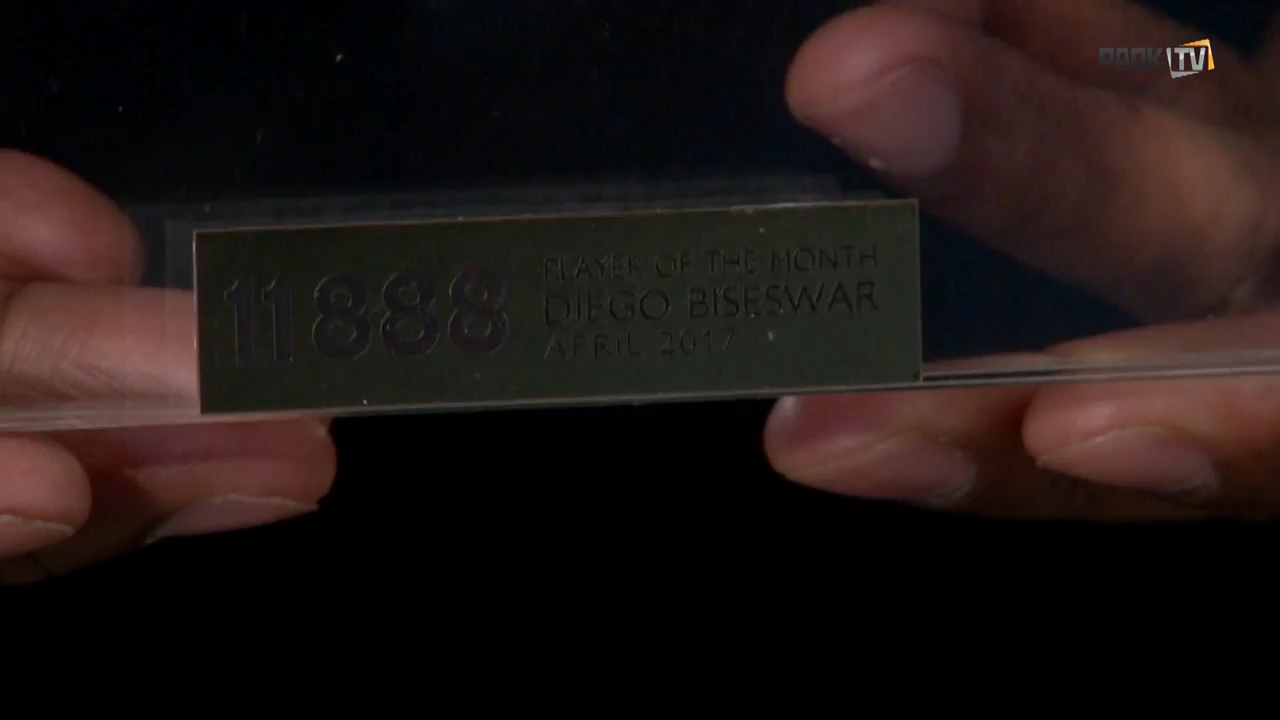 PAOK TV
11888
PLAYER OF THE MONTH
DIEGO BISESWAR
APRIL 2017